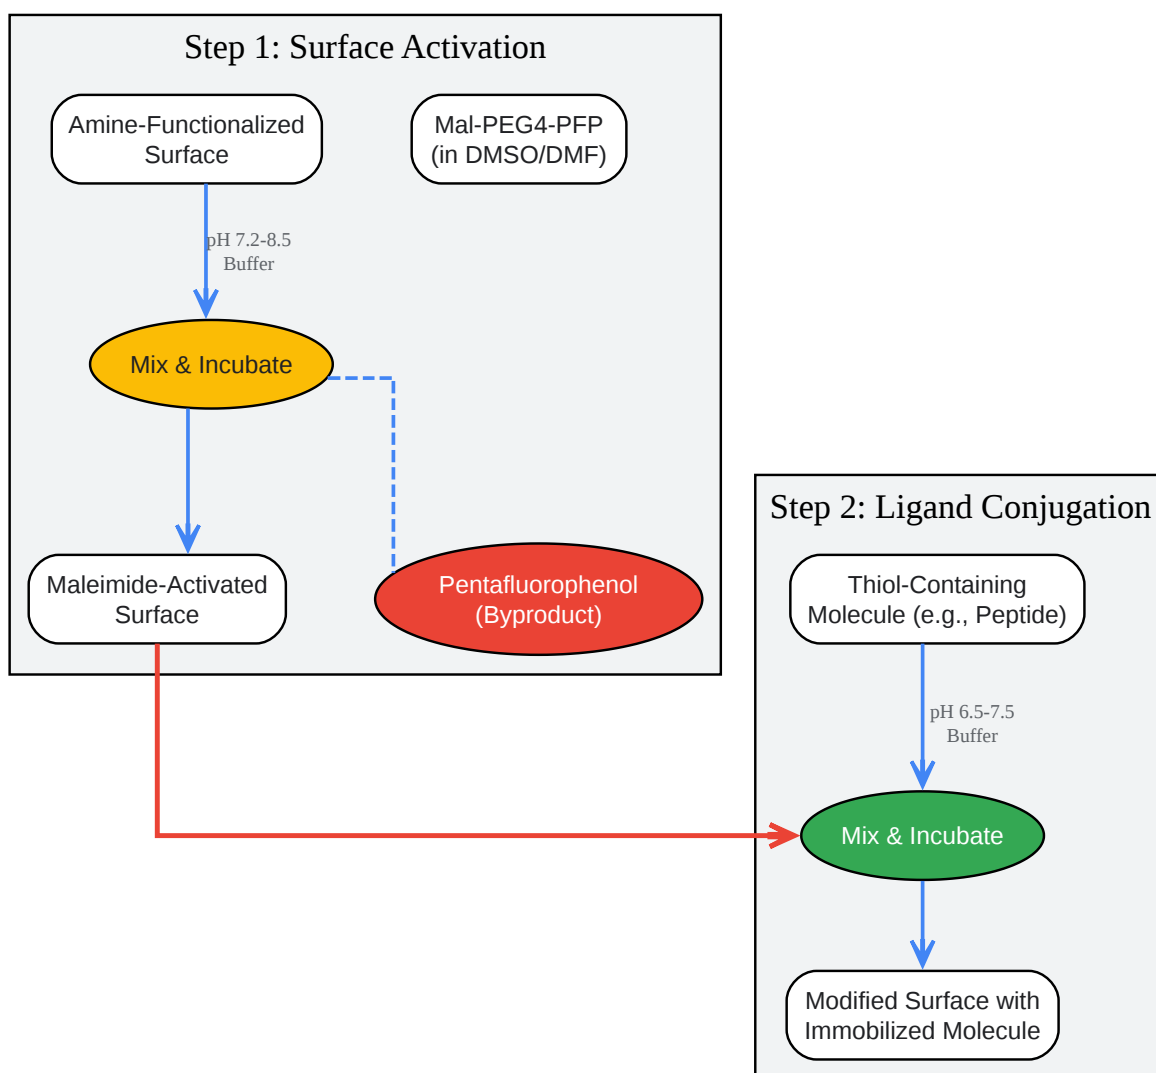 Step 1: Surface Activation
Amine-Functionalized
Surface
Mal-PEG4-PFP
(in DMSO/DMF)
pH 7.2-8.5
Buffer
Mix & Incubate
Maleimide-Activated
Surface
Pentafluorophenol
(Byproduct)
Step 2: Ligand Conjugation
Thiol-Containing
Molecule (e.g., Peptide)
pH 6.5-7.5
Buffer
Mix & Incubate
Modified Surface with
Immobilized Molecule